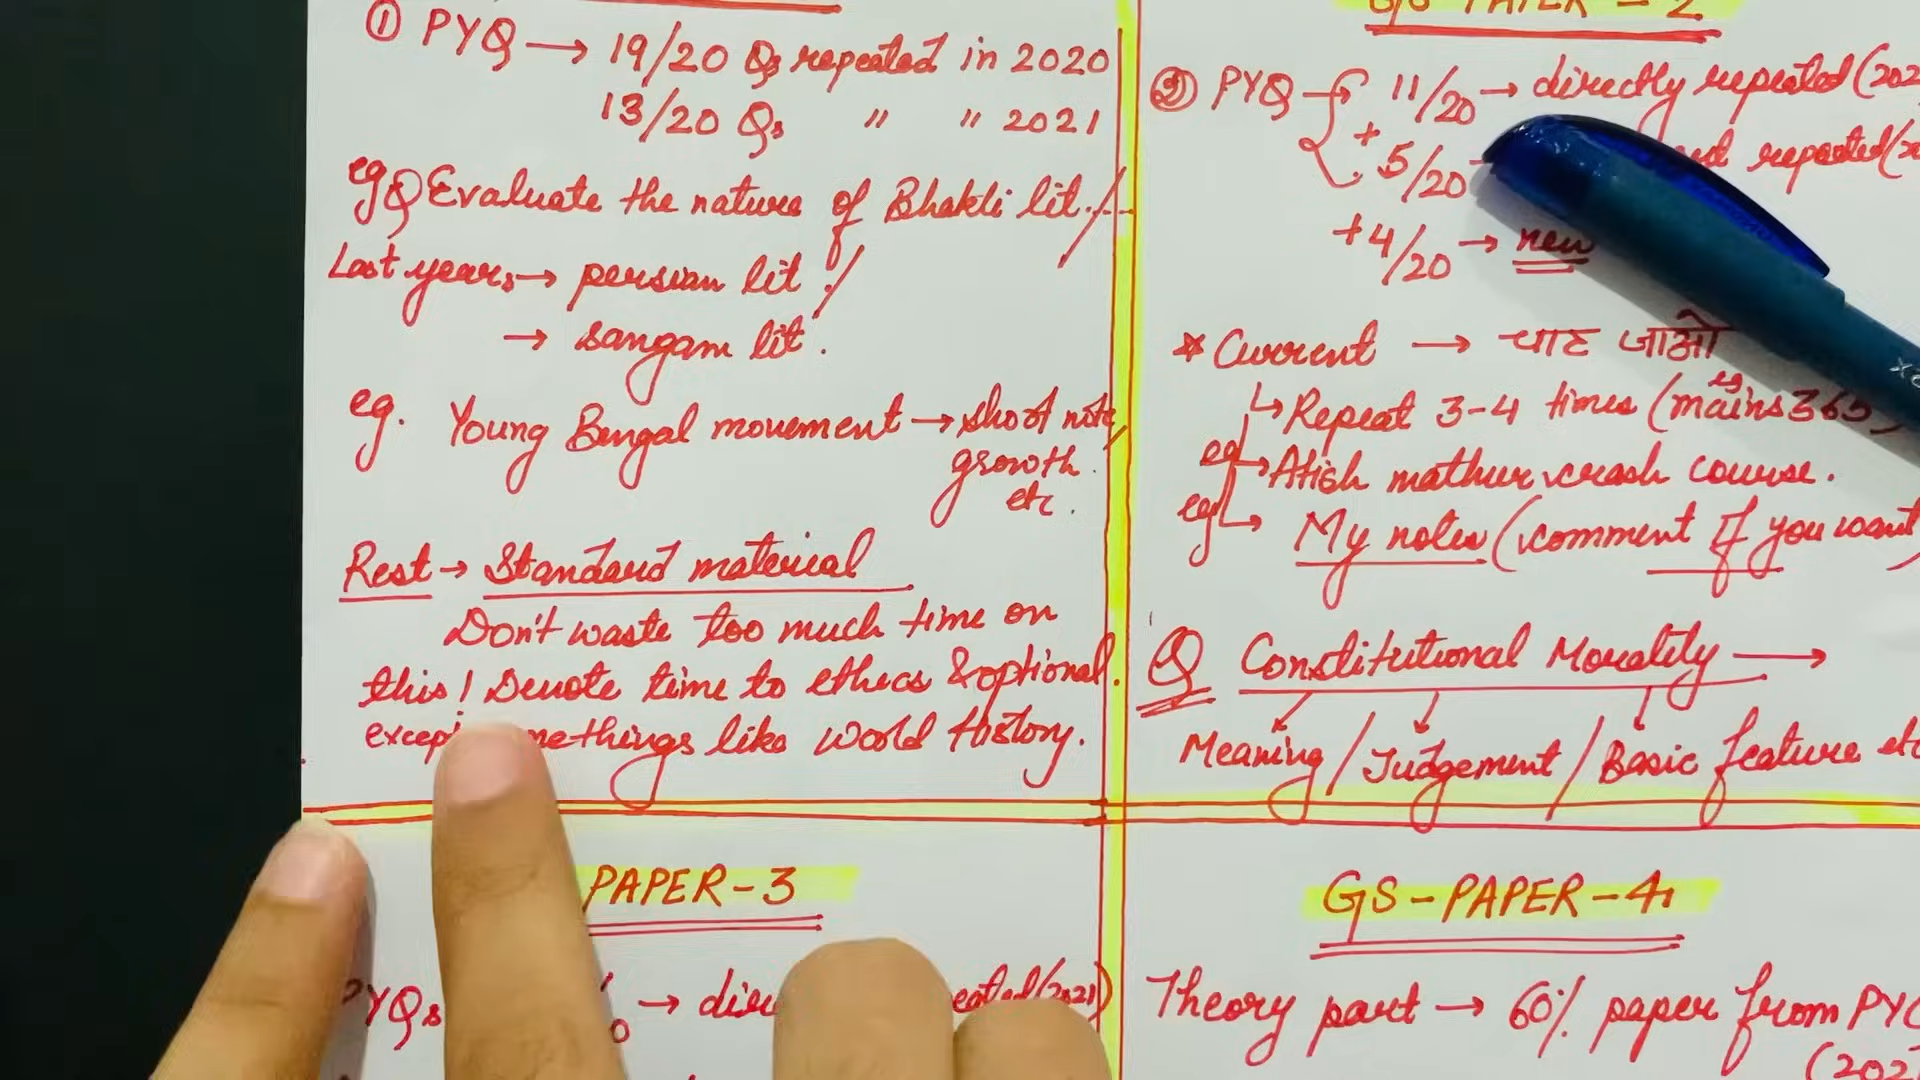 ① PYQ → 19/20 Qs repeated in 2020
13/20 Qs " " 2021
eg Q Evaluate the nature of Bhakti lit./--
Last years → persian lit./
→ sangam lit.
eg. Young Bengal movement → short note/
growth.
etc.
Rest → Standard material
Don't waste too much time on
this! Devote time to ethics & optional.
things like world History.
② PYQ → 11/20 → directly repeated
+ 5/20 repeated
+4/20 → new
* Current → चाट जाओ
↳ Repeat 3-4 times (eg mains 365)
eg → Atish mathur crash course.
eg ↳ My notes (comment if you want
Q Constitutional Morality →
Meaning / Judgement / Basic feature etc
PAPER-3
PYQs
GS-PAPER-4
Theory part → 60% paper from